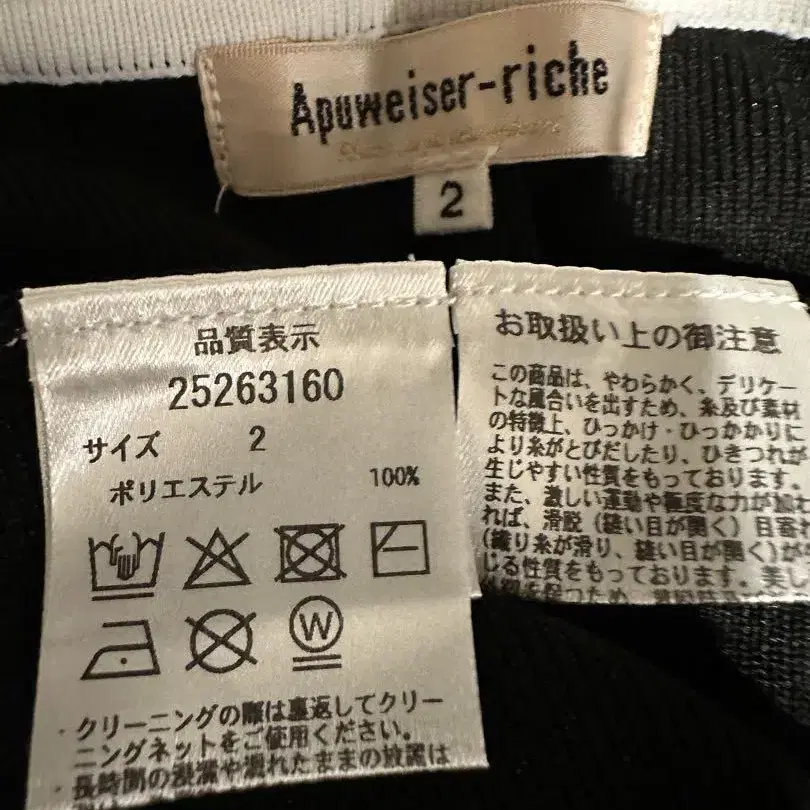 Apuweiser-riche
2
品質表示
25263160
サイズ 2
ポリエステル 100%
W
・クリーニングの際は裏返してクリー
ニングネットをご使用ください。
・長時間の浸漬や濡れたままの放置は
お取扱い上の御注意
この商品は、やわらかく、デリケー
トな風合いを出すため、糸及び素材
の特徴上、ひっかけ・ひっかかりに
より糸がとびだしたり、ひきつれが
生じやすい性質をもっております。
また、激しい運動や極度な力が加わ
れば、滑脱（縫い目が開く）目寄れ
(織り糸が滑り、縫い目が開く)が
じる性質をもっております。美し
を保つため、